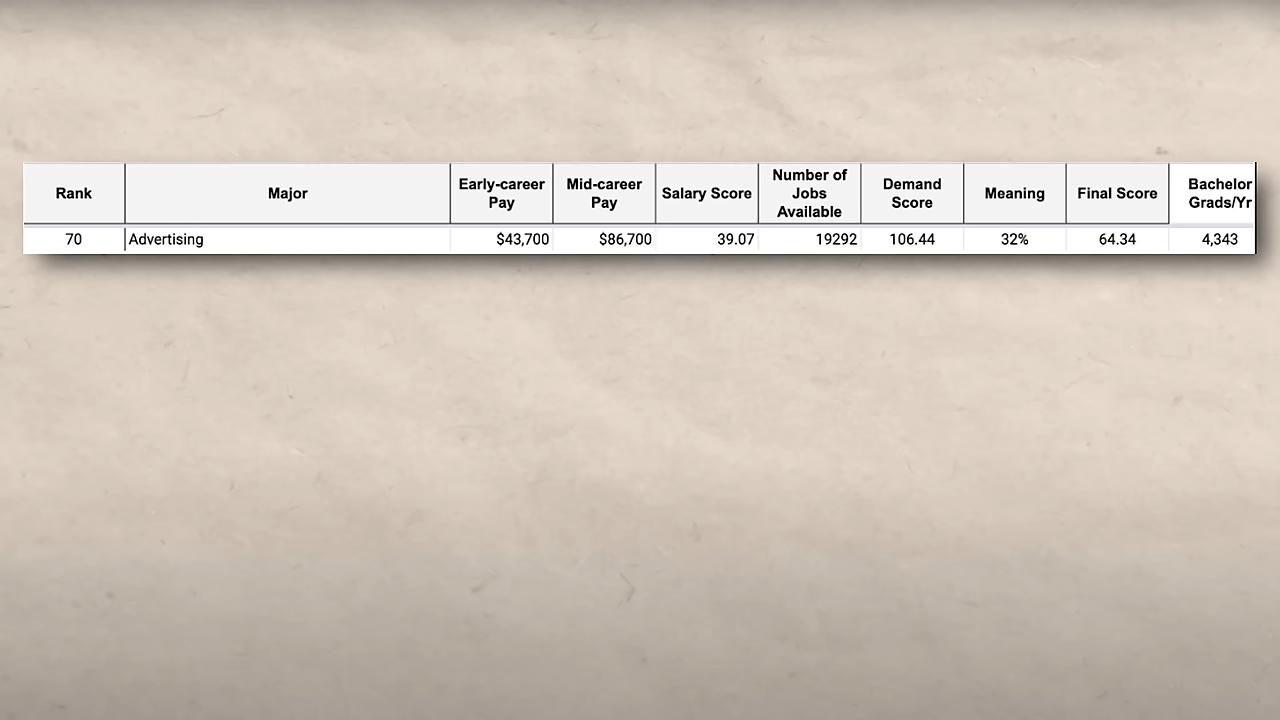 Rank Major Early-career Pay Mid-career Pay Salary Score Number of Jobs Available Demand Score Meaning Final Score Bachelor Grads/Yr
70 Advertising $43,700 $86,700 39.07 19292 106.44 32% 64.34 4,343